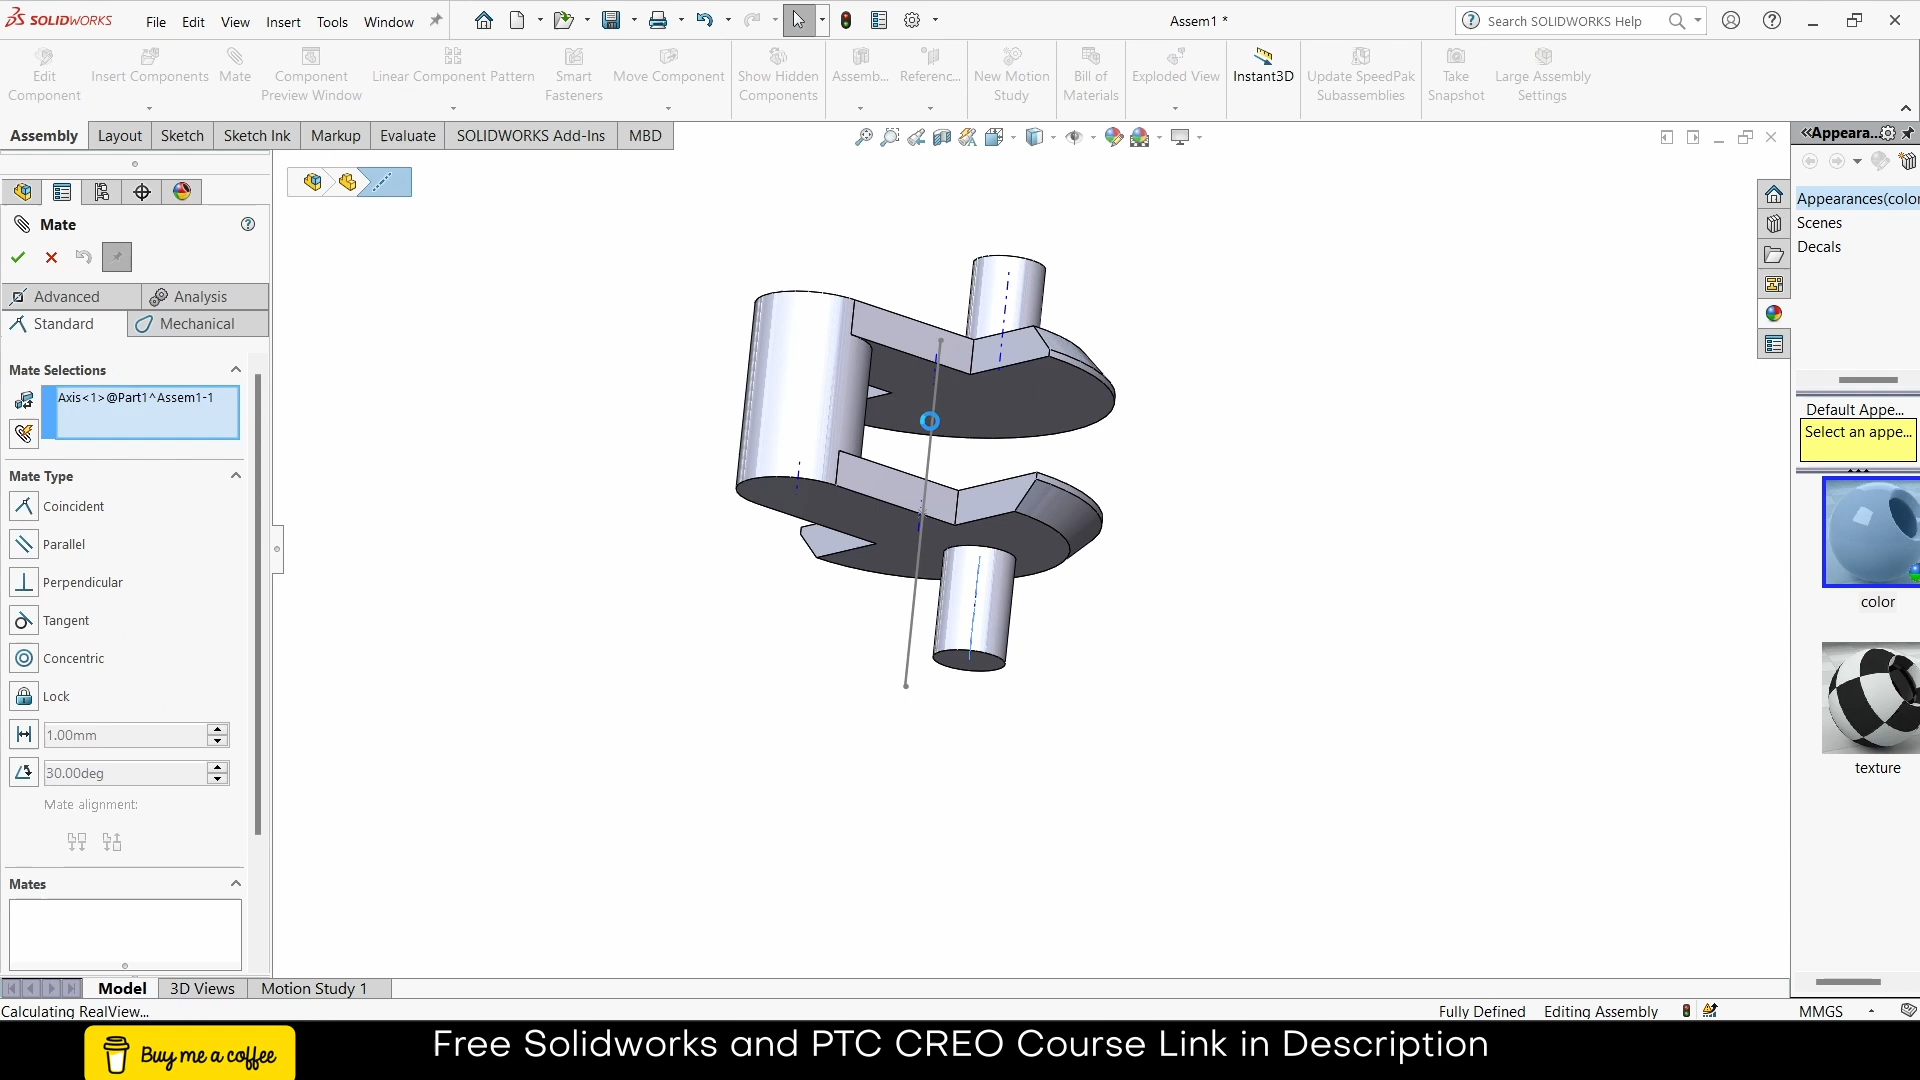 SOLIDWORKS
File Edit View Insert Tools Window
Assem1 *
Search SOLIDWORKS Help
Edit Component
Insert Components
Mate
Component Preview Window
Linear Component Pattern
Smart Fasteners
Move Component
Show Hidden Components
Assemb...
Referenc...
New Motion Study
Bill of Materials
Exploded View
Instant3D
Update SpeedPak Subassemblies
Take Snapshot
Large Assembly Settings
Assembly Layout Sketch Sketch Ink Markup Evaluate SOLIDWORKS Add-Ins MBD
Appeara...
Mate
Advanced Analysis
Standard Mechanical
Mate Selections
Axis<1>@Part1^Assem1-1
Mate Type
Coincident
Parallel
Perpendicular
Tangent
Concentric
Lock
1.00mm
30.00deg
Mate alignment:
Mates
Appearances(color
Scenes
Decals
Default Appe...
Select an appe...
color
texture
Model 3D Views Motion Study 1
Calculating RealView...
Fully Defined Editing Assembly MMGS
Buy me a coffee
Free Solidworks and PTC CREO Course Link in Description